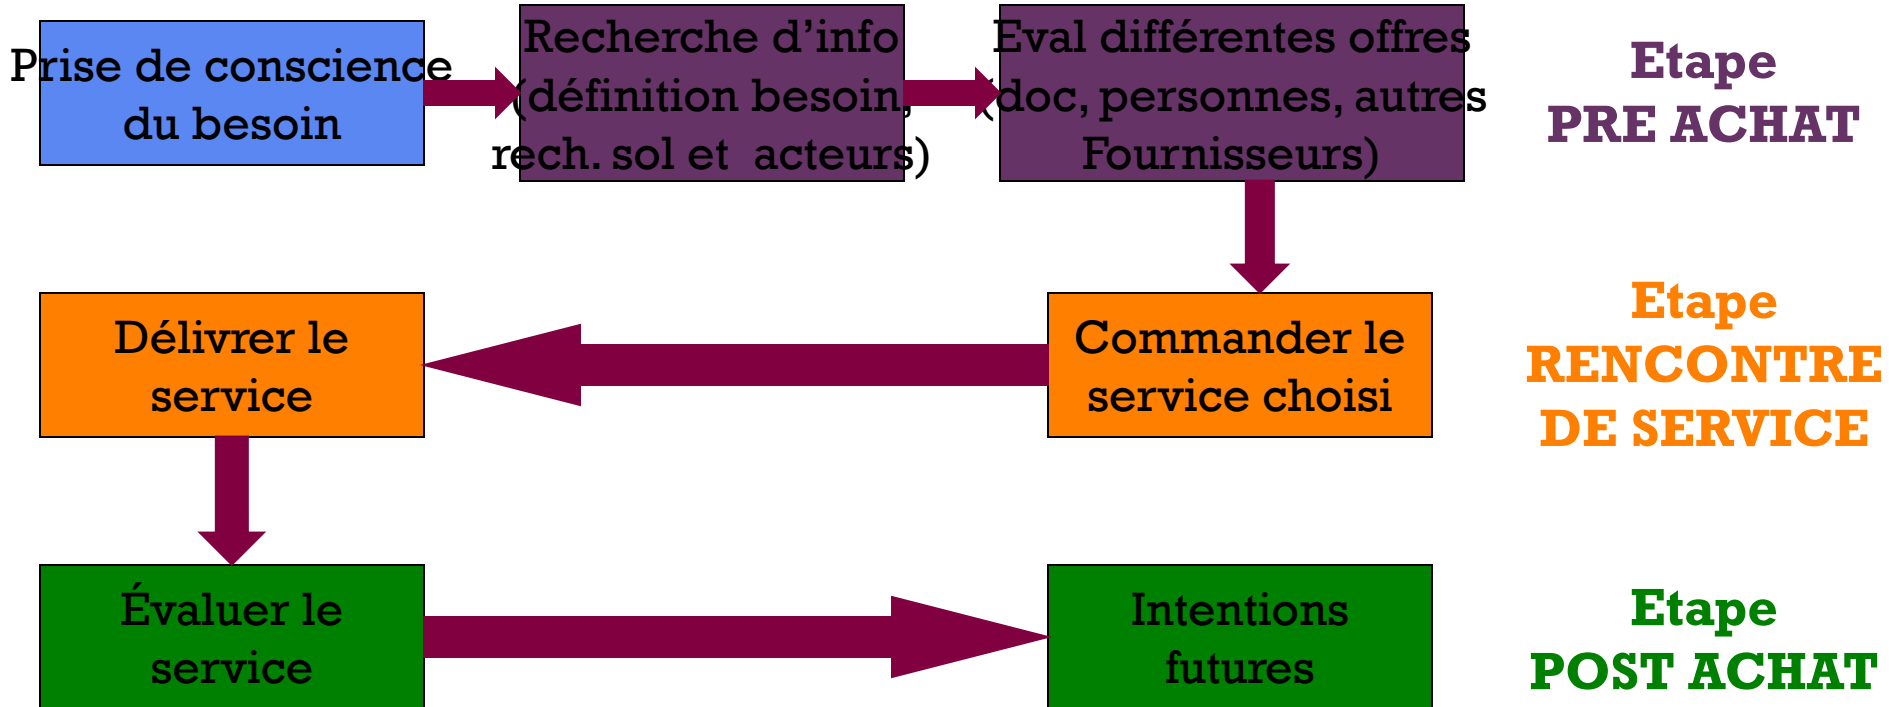 Prise de conscience
du besoin
Recherche d’info
(définition besoin,
rech. sol et  acteurs)
Eval différentes offres
(doc, personnes, autres
Fournisseurs)
Etape
PRE ACHAT
Délivrer le
service
Commander le
service choisi
Etape
RENCONTRE
DE SERVICE
Évaluer le
service
Intentions
futures
Etape
POST ACHAT